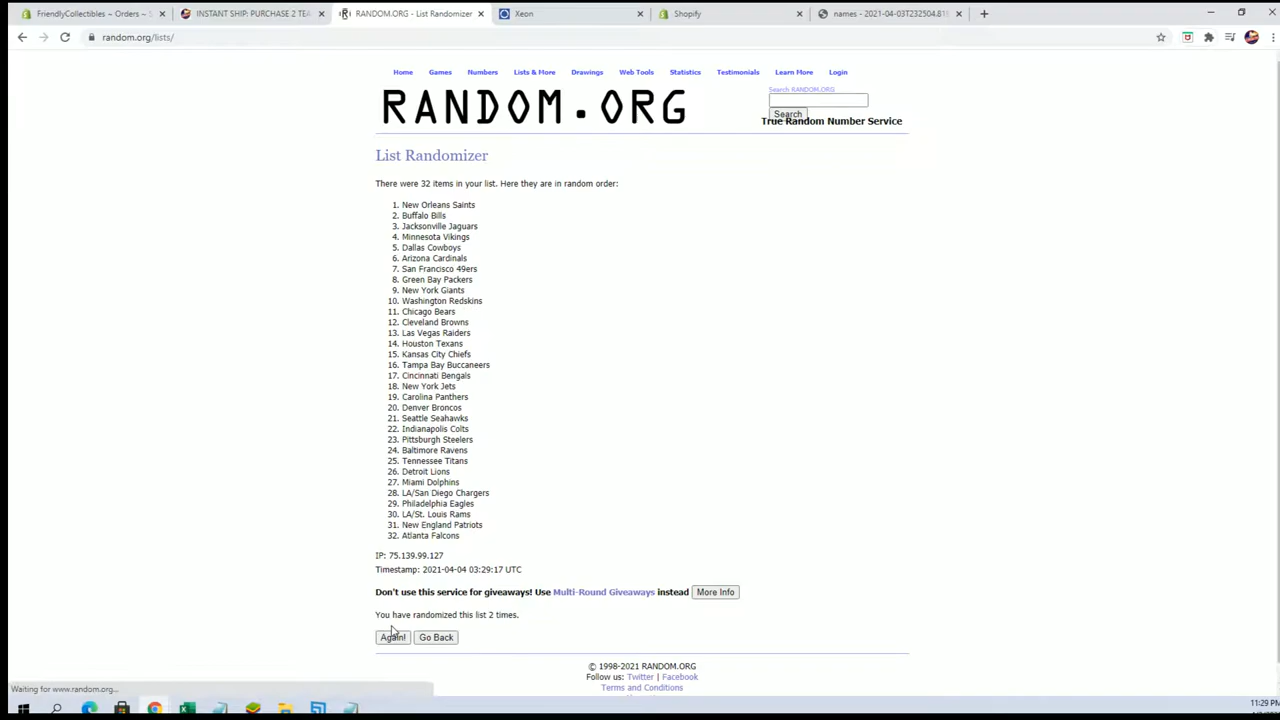 FriendlyCollectibles ~ Orders ~ S
INSTANT SHIP: PURCHASE 2 TEA
RANDOM.ORG - List Randomizer
Xeon
Shopify
names - 2021-04-03T232504.81
random.org/lists/
Home Games Numbers Lists & More Drawings Web Tools Statistics Testimonials Learn More Login
RANDOM.ORG
Search RANDOM.ORG
Search
True Random Number Service
List Randomizer
There were 32 items in your list. Here they are in random order:
1. New Orleans Saints
2. Buffalo Bills
3. Jacksonville Jaguars
4. Minnesota Vikings
5. Dallas Cowboys
6. Arizona Cardinals
7. San Francisco 49ers
8. Green Bay Packers
9. New York Giants
10. Washington Redskins
11. Chicago Bears
12. Cleveland Browns
13. Las Vegas Raiders
14. Houston Texans
15. Kansas City Chiefs
16. Tampa Bay Buccaneers
17. Cincinnati Bengals
18. New York Jets
19. Carolina Panthers
20. Denver Broncos
21. Seattle Seahawks
22. Indianapolis Colts
23. Pittsburgh Steelers
24. Baltimore Ravens
25. Tennessee Titans
26. Detroit Lions
27. Miami Dolphins
28. LA/San Diego Chargers
29. Philadelphia Eagles
30. LA/St. Louis Rams
31. New England Patriots
32. Atlanta Falcons
IP: 75.139.99.127
Timestamp: 2021-04-04 03:29:17 UTC
Don't use this service for giveaways! Use Multi-Round Giveaways instead More Info
You have randomized this list 2 times.
Again! Go Back
© 1998-2021 RANDOM.ORG
Follow us: Twitter | Facebook
Terms and Conditions
Waiting for www.random.org...
11:29 PM